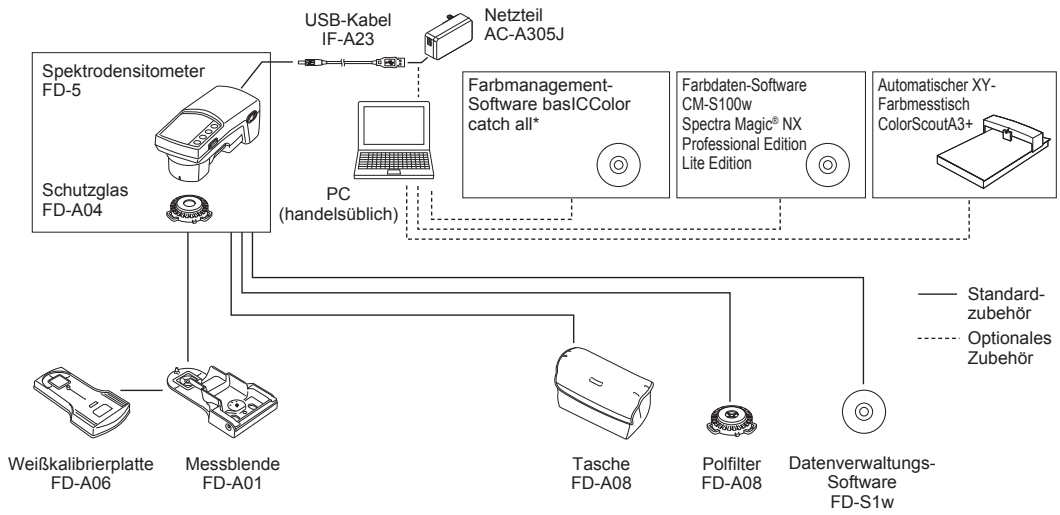 USB-Kabel
IF-A23
Netzteil
AC-A305J
Spektrodensitometer
FD-5
Schutzglas
FD-A04
PC
(handelsüblich)
Farbmanagement-
Software basICColor
catch all*
Farbdaten-Software
CM-S100w
Spectra Magic® NX
Professional Edition
Lite Edition
Automatischer XY-
Farbmesstisch
ColorScoutA3+
Standard-
zubehör
Optionales
Zubehör
Weißkalibrierplatte
FD-A06
Messblende
FD-A01
Tasche
FD-A08
Polfilter
FD-A08
Datenverwaltungs-
Software
FD-S1w